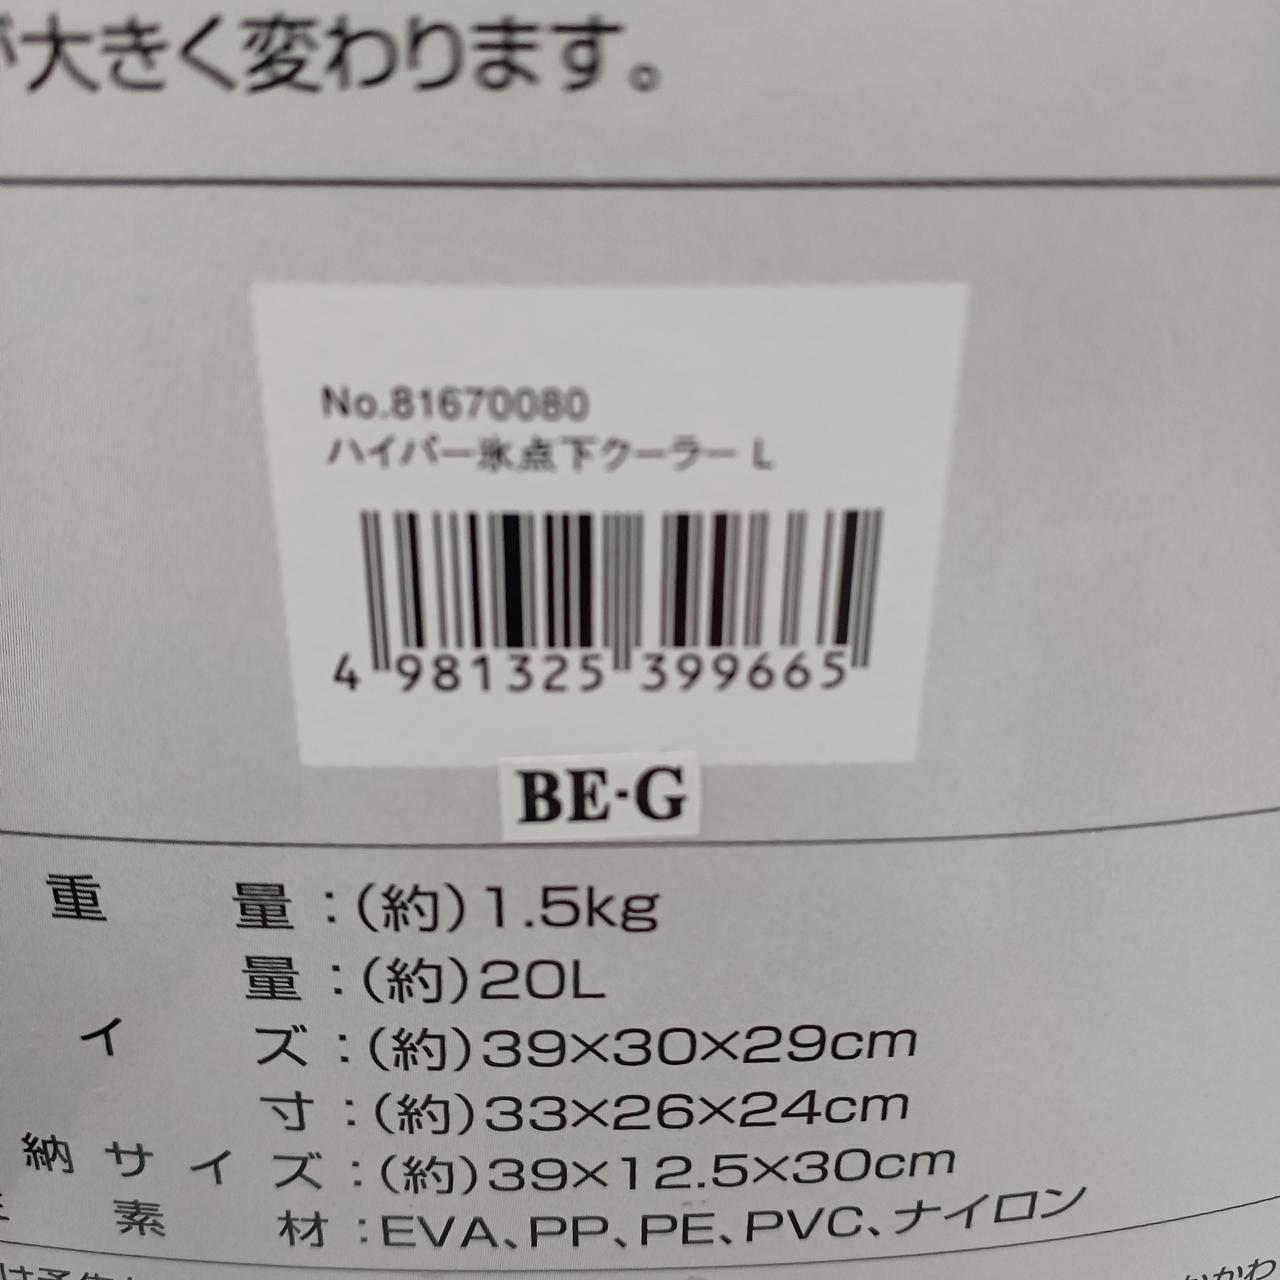 が大きく変わります。
No.81670080
ハイパー氷点下クーラー L
4 981325 399665
BE-G
重 量：(約)1.5kg
量：(約)20L
イ ズ：(約)39×30×29cm
寸：(約)33×26×24cm
納サイズ：(約)39×12.5×30cm
素 材：EVA、PP、PE、PVC、ナイロン